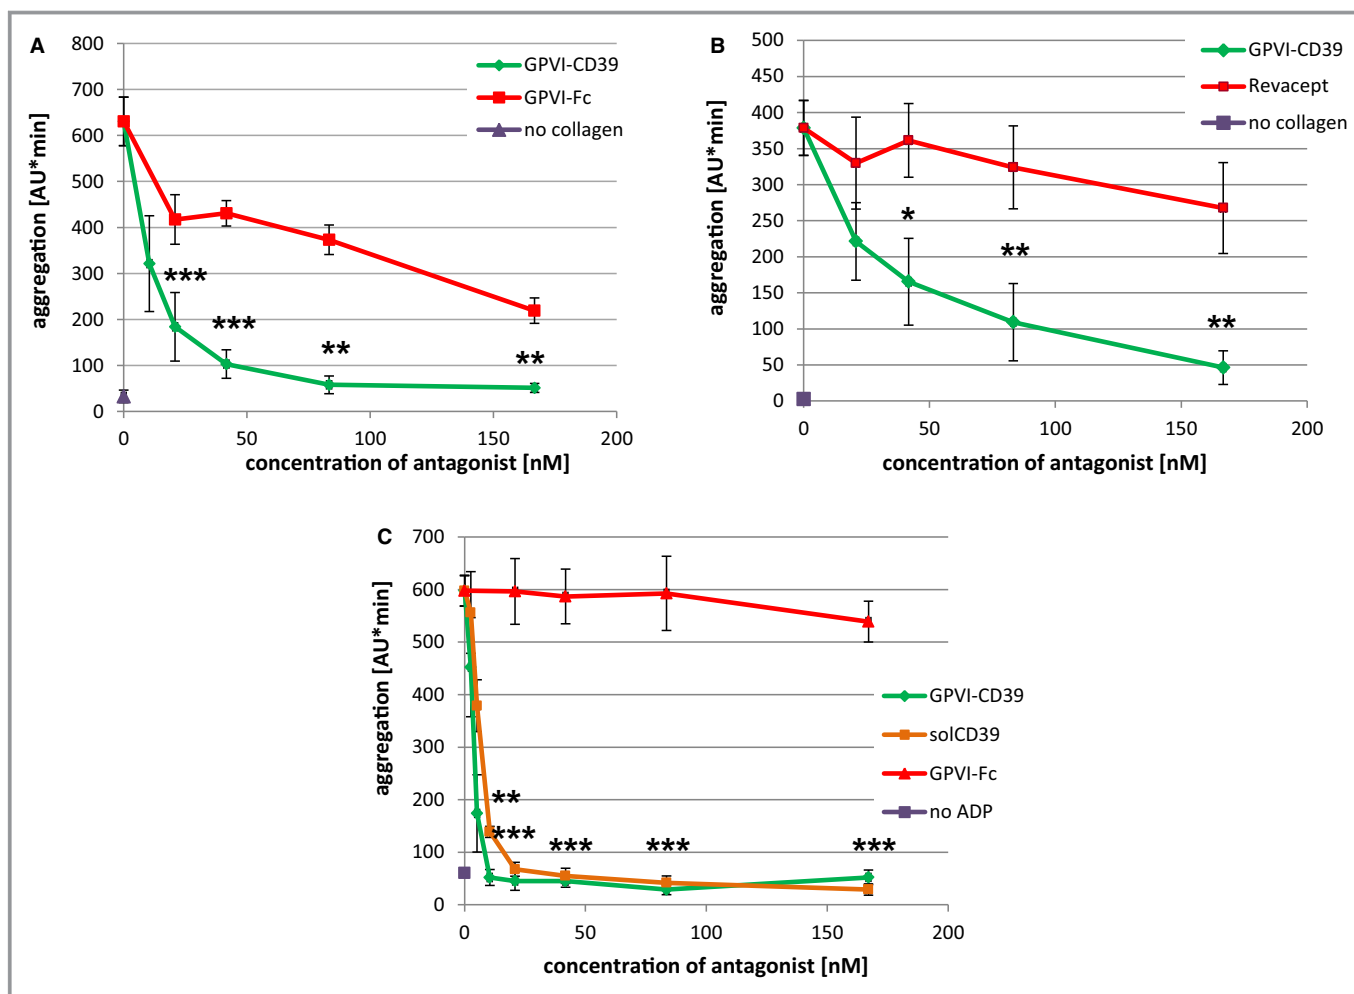 A
800
700
600
500
400
300
200
100
0
aggregation [AU*min]
GPVI-CD39
GPVI-Fc
no collagen
***
***
**
**
0 50 100 150 200
concentration of antagonist [nM]
B
500
450
400
350
300
250
200
150
100
50
0
aggregation [AU*min]
GPVI-CD39
Revacept
no collagen
*
**
**
0 50 100 150 200
concentration of antagonist [nM]
C
700
600
500
400
300
200
100
0
aggregation [AU*min]
GPVI-CD39
solCD39
GPVI-Fc
no ADP
**
*** *** *** ***
0 50 100 150 200
concentration of antagonist [nM]